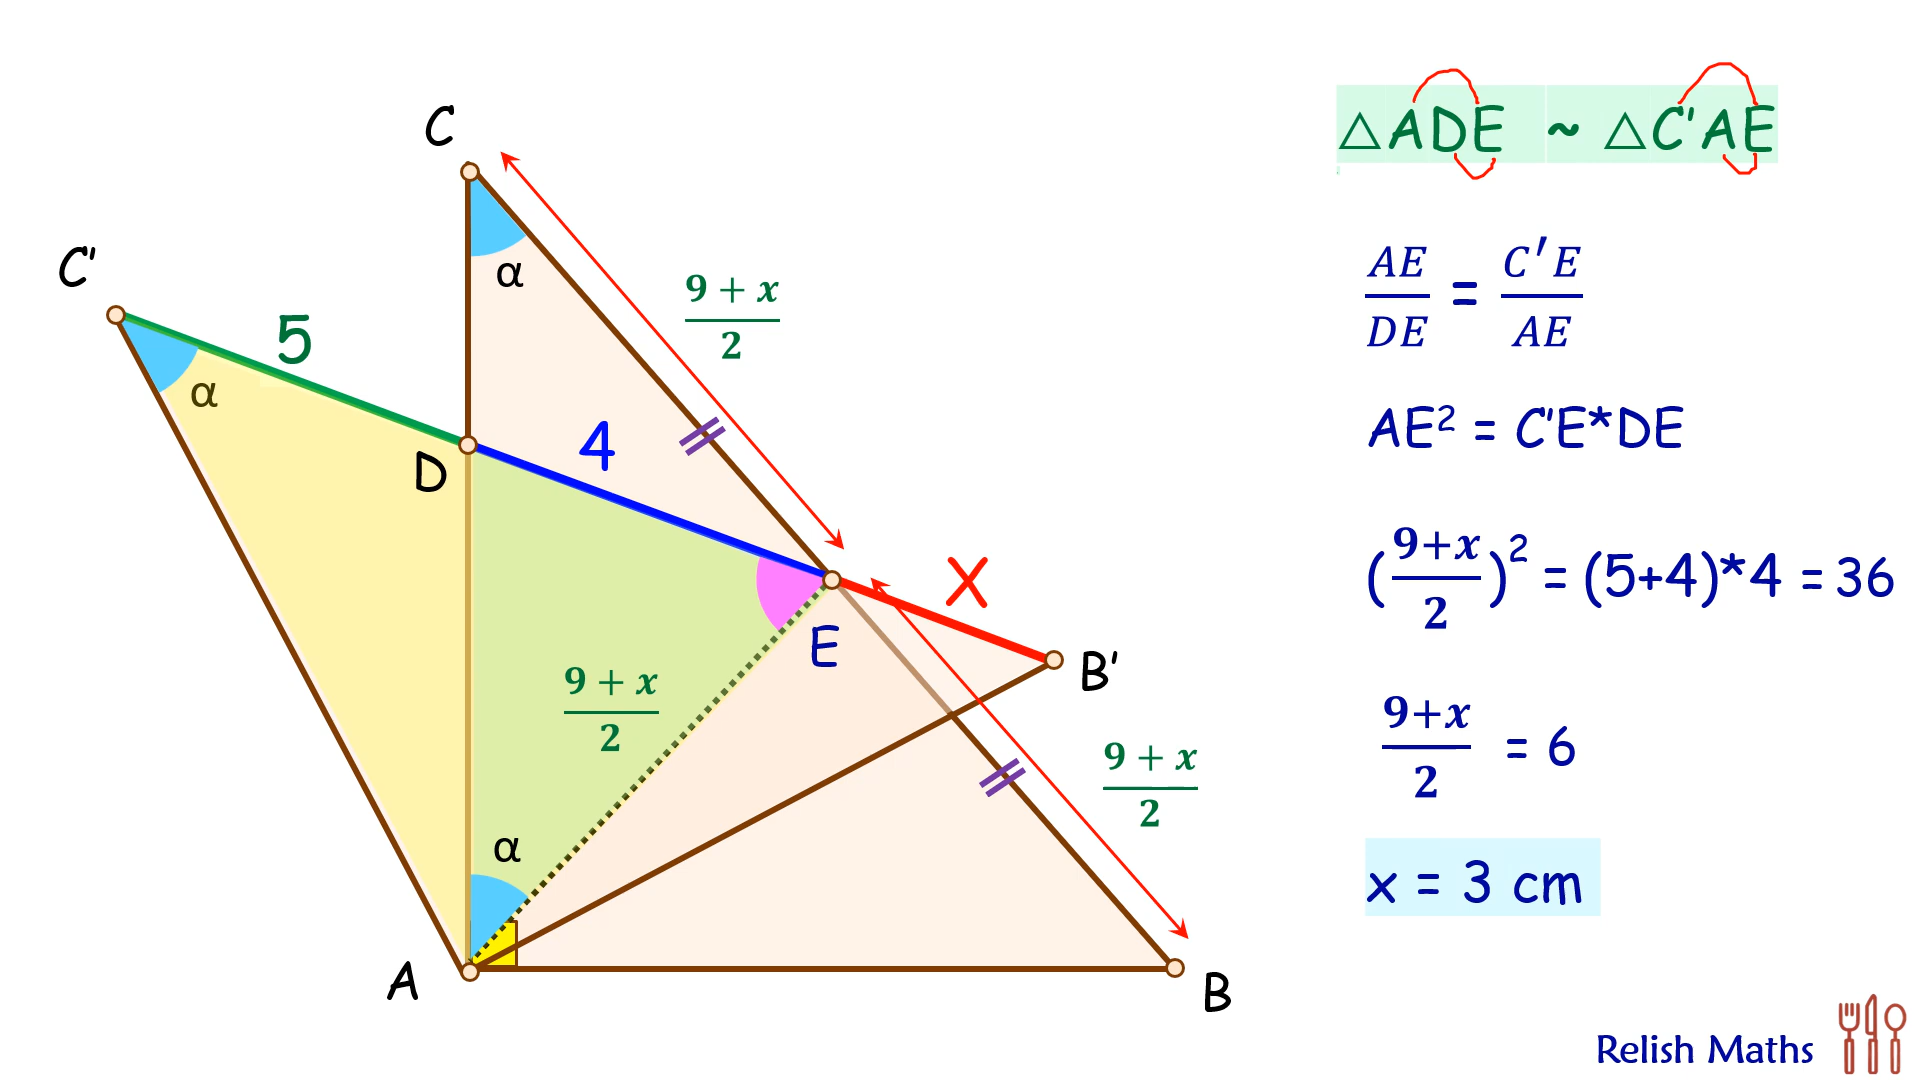 C
△ADE ~ △C'AE
C'
α
9 + x
2
AE/DE = C'E/AE
5
α
4
AE² = C'E*DE
D
X
(9+x/2)² = (5+4)*4 = 36
E
B'
9 + x
2
9+x/2 = 6
9 + x
2
α
x = 3 cm
A
B
Relish Maths